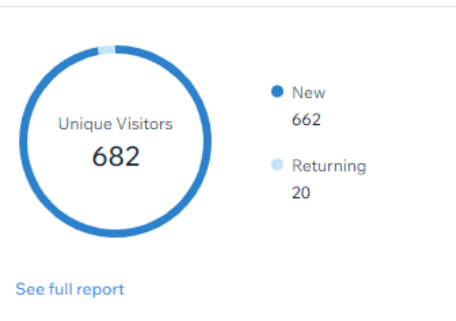 Unique Visitors
682
New
662
Returning
20
See full report